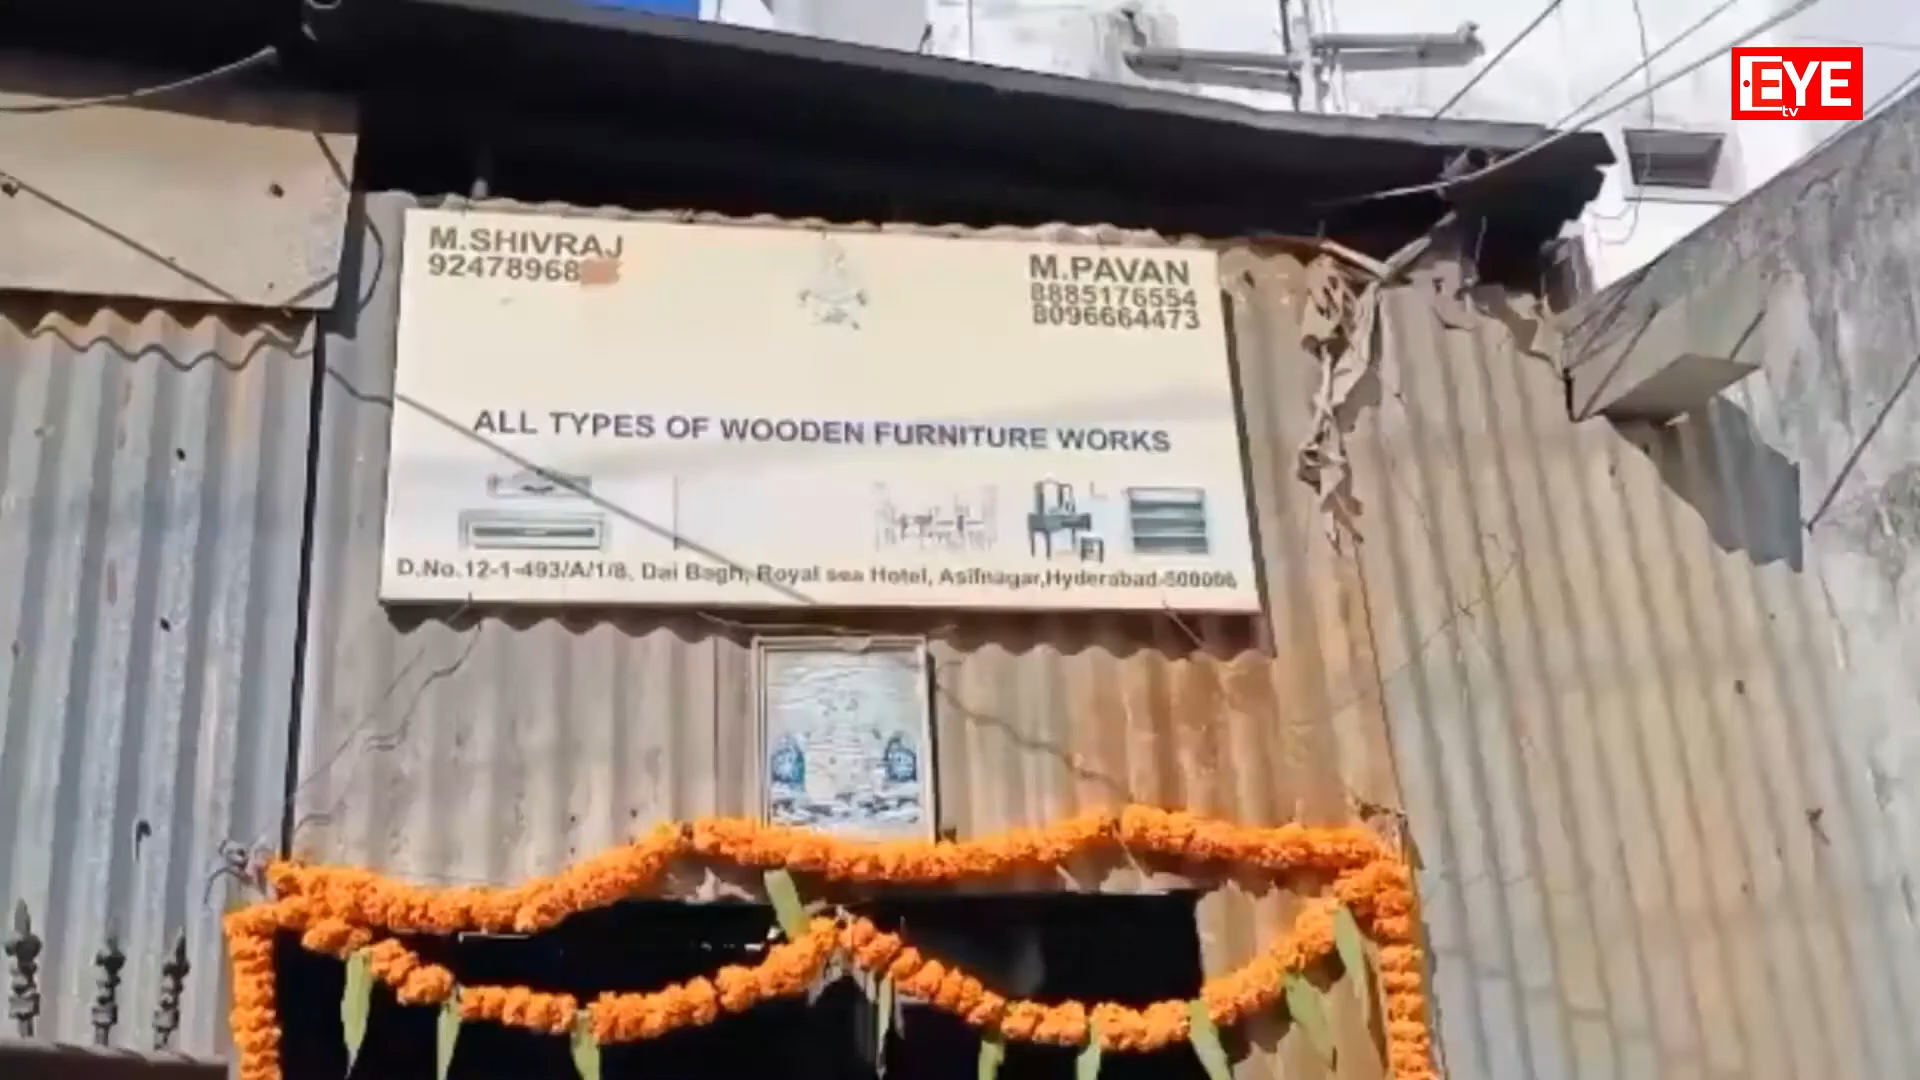 EYE
tv
M.SHIVRAJ
92478968
M.PAVAN
8885176554
8096664473
ALL TYPES OF WOODEN FURNITURE WORKS
D.No.12-1-493/A/1/8, Dai Bagh, Royal sea Hotel, Asifnagar,Hyderabad-500006